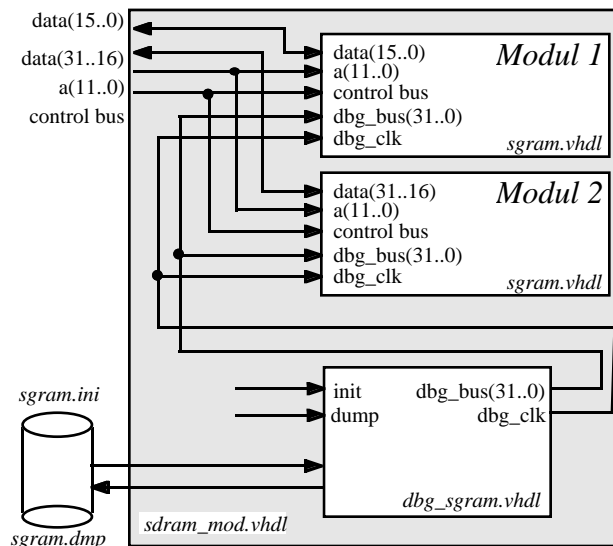 data(15..0)
data(31..16)
a(11..0)
control bus
data(15..0)
Modul 1
a(11..0)
control bus
dbg_bus(31..0)
dbg_clk
sgram.vhdl
data(31..16)
Modul 2
a(11..0)
control bus
dbg_bus(31..0)
dbg_clk
sgram.vhdl
init
dbg_bus(31..0)
dump
dbg_clk
dbg_sgram.vhdl
sgram.ini
sgram.dmp
sdram_mod.vhdl